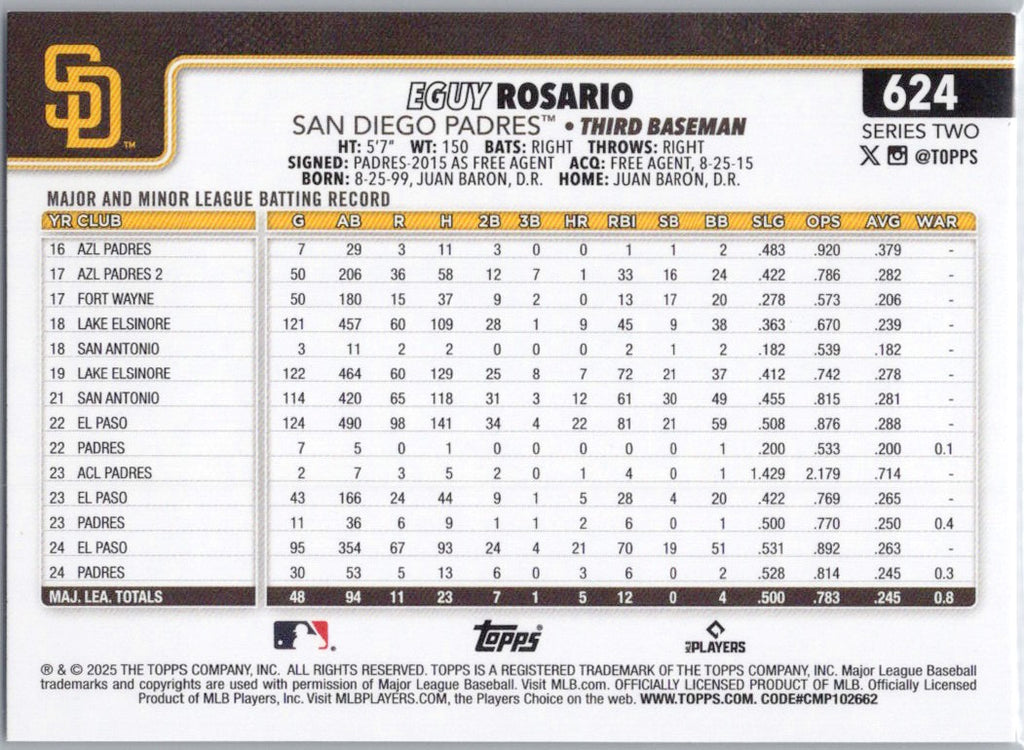 SD™
EGUY ROSARIO
624
SAN DIEGO PADRES™ • THIRD BASEMAN
SERIES TWO
HT: 5'7" WT: 150 BATS: RIGHT THROWS: RIGHT
@TOPPS
SIGNED: PADRES-2015 AS FREE AGENT ACQ: FREE AGENT, 8-25-15
BORN: 8-25-99, JUAN BARON, D.R. HOME: JUAN BARON, D.R.
MAJOR AND MINOR LEAGUE BATTING RECORD
YR CLUB G AB R H 2B 3B HR RBI SB BB SLG OPS AVG WAR
16 AZL PADRES 7 29 3 11 3 0 0 1 1 2 .483 .920 .379 -
17 AZL PADRES 2 50 206 36 58 12 7 1 33 16 24 .422 .786 .282 -
17 FORT WAYNE 50 180 15 37 9 2 0 13 17 20 .278 .573 .206 -
18 LAKE ELSINORE 121 457 60 109 28 1 9 45 9 38 .363 .670 .239 -
18 SAN ANTONIO 3 11 2 2 0 0 0 2 1 2 .182 .539 .182 -
19 LAKE ELSINORE 122 464 60 129 25 8 7 72 21 37 .412 .742 .278 -
21 SAN ANTONIO 114 420 65 118 31 3 12 61 30 49 .455 .815 .281 -
22 EL PASO 124 490 98 141 34 4 22 81 21 59 .508 .876 .288 -
22 PADRES 7 5 0 1 0 0 0 0 0 1 .200 .533 .200 0.1
23 ACL PADRES 2 7 3 5 2 0 1 4 0 1 1.429 2.179 .714 -
23 EL PASO 43 166 24 44 9 1 5 28 4 20 .422 .769 .265 -
23 PADRES 11 36 6 9 1 1 2 6 0 1 .500 .770 .250 0.4
24 EL PASO 95 354 67 93 24 4 21 70 19 51 .531 .892 .263 -
24 PADRES 30 53 5 13 6 0 3 6 0 2 .528 .814 .245 0.3
MAJ. LEA. TOTALS 48 94 11 23 7 1 5 12 0 4 .500 .783 .245 0.8
TOPPS® MLB PLAYERS
® & © 2025 THE TOPPS COMPANY, INC. ALL RIGHTS RESERVED. TOPPS IS A REGISTERED TRADEMARK OF THE TOPPS COMPANY, INC. Major League Baseball
trademarks and copyrights are used with permission of Major League Baseball. Visit MLB.com. OFFICIALLY LICENSED PRODUCT OF MLB. Officially Licensed
Product of MLB Players, Inc. Visit MLBPLAYERS.COM, the Players Choice on the web. WWW.TOPPS.COM. CODE#CMP102662